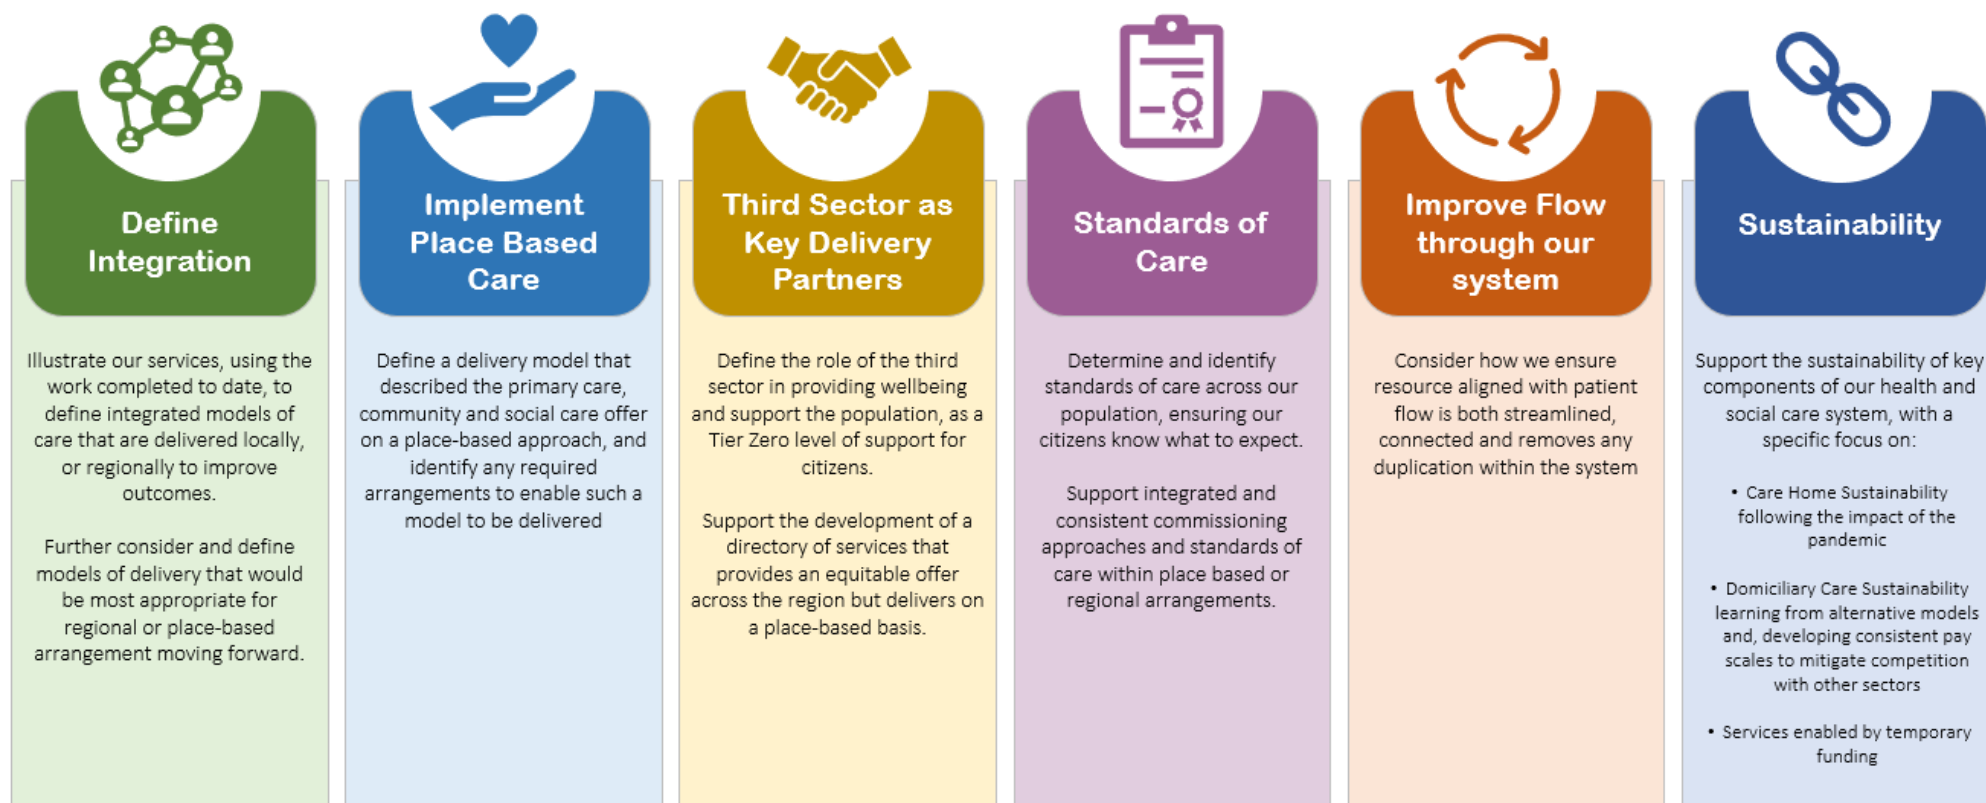 Define
Integration
Illustrate our services, using the
work completed to date, to
define integrated models of
care that are delivered locally,
or regionally to improve
outcomes.
Further consider and define
models of delivery that would
be most appropriate for
regional or place-based
arrangement moving forward.
Implement
Place Based
Care
Define a delivery model that
described the primary care,
community and social care offer
on a place-based approach, and
identify any required
arrangements to enable such a
model to be delivered
Third Sector as
Key Delivery
Partners
Define the role of the third
sector in providing wellbeing
and support the population, as a
Tier Zero level of support for
citizens.
Support the development of a
directory of services that
provides an equitable offer
across the region but delivers on
a place-based basis.
Standards of
Care
Determine and identify
standards of care across our
population, ensuring our
citizens know what to expect.
Support integrated and
consistent commissioning
approaches and standards of
care within place based or
regional arrangements.
Improve Flow
through our
system
Consider how we ensure
resource aligned with patient
flow is both streamlined,
connected and removes any
duplication within the system
Sustainability
Support the sustainability of key
components of our health and
social care system, with a
specific focus on:
• Care Home Sustainability
following the impact of the
pandemic
• Domiciliary Care Sustainability
learning from alternative models
and, developing consistent pay
scales to mitigate competition
with other sectors
• Services enabled by temporary
funding